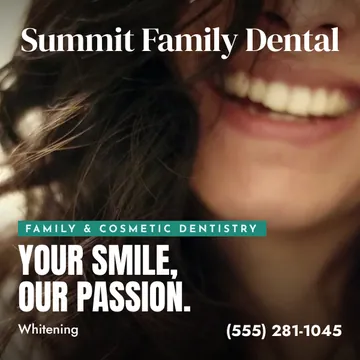 Summit Family Dental
FAMILY & COSMETIC DENTISTRY
YOUR SMILE,
OUR PASSION.
Whitening
(555) 281-1045